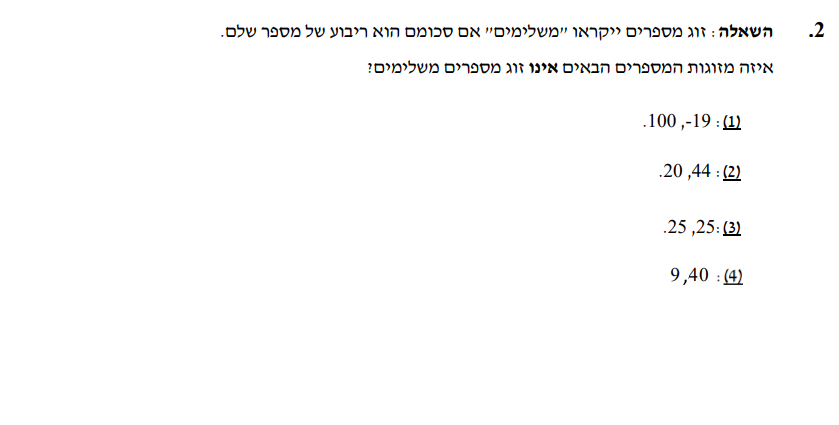 2. השאלה: זוג מספרים ייקראו "משלימים" אם סכומם הוא ריבוע של מספר שלם.
איזה מזוגות המספרים הבאים אינו זוג מספרים משלימים?
(1): 19-, 100.
(2): 44, 20.
(3): 25, 25.
(4): 40, 9